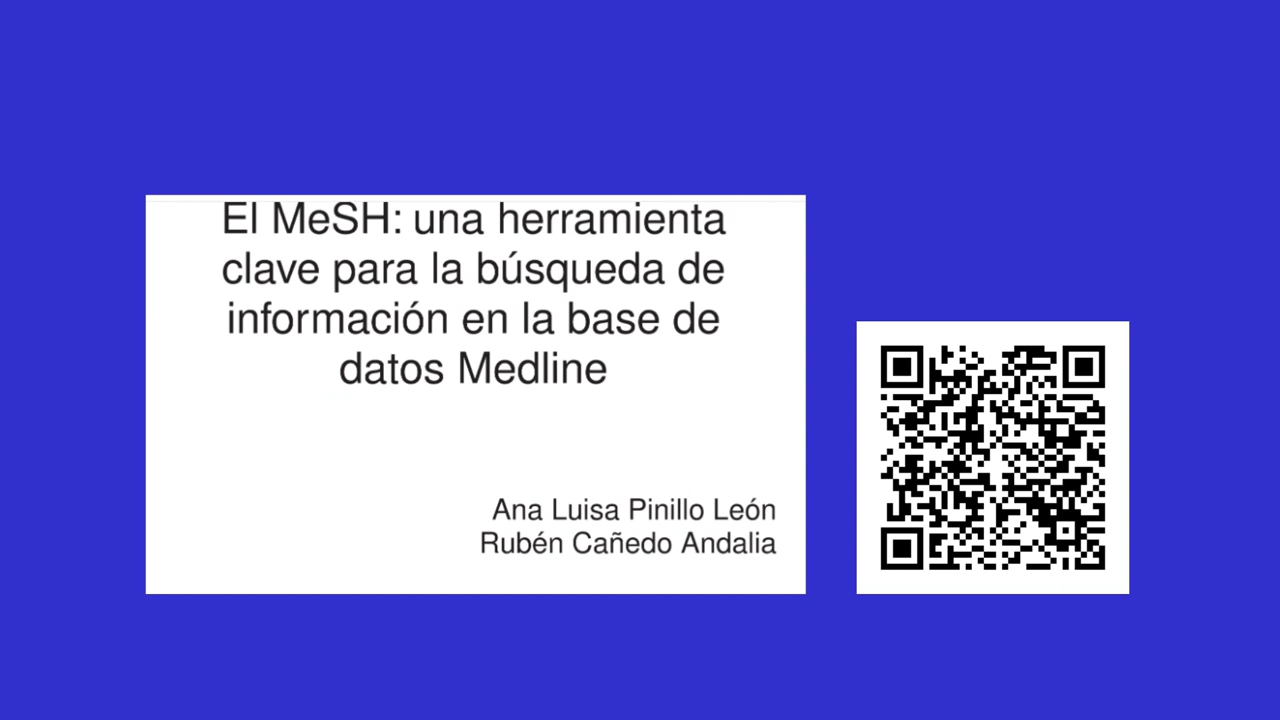 El MeSH: una herramienta
clave para la búsqueda de
información en la base de
datos Medline
Ana Luisa Pinillo León
Rubén Cañedo Andalia